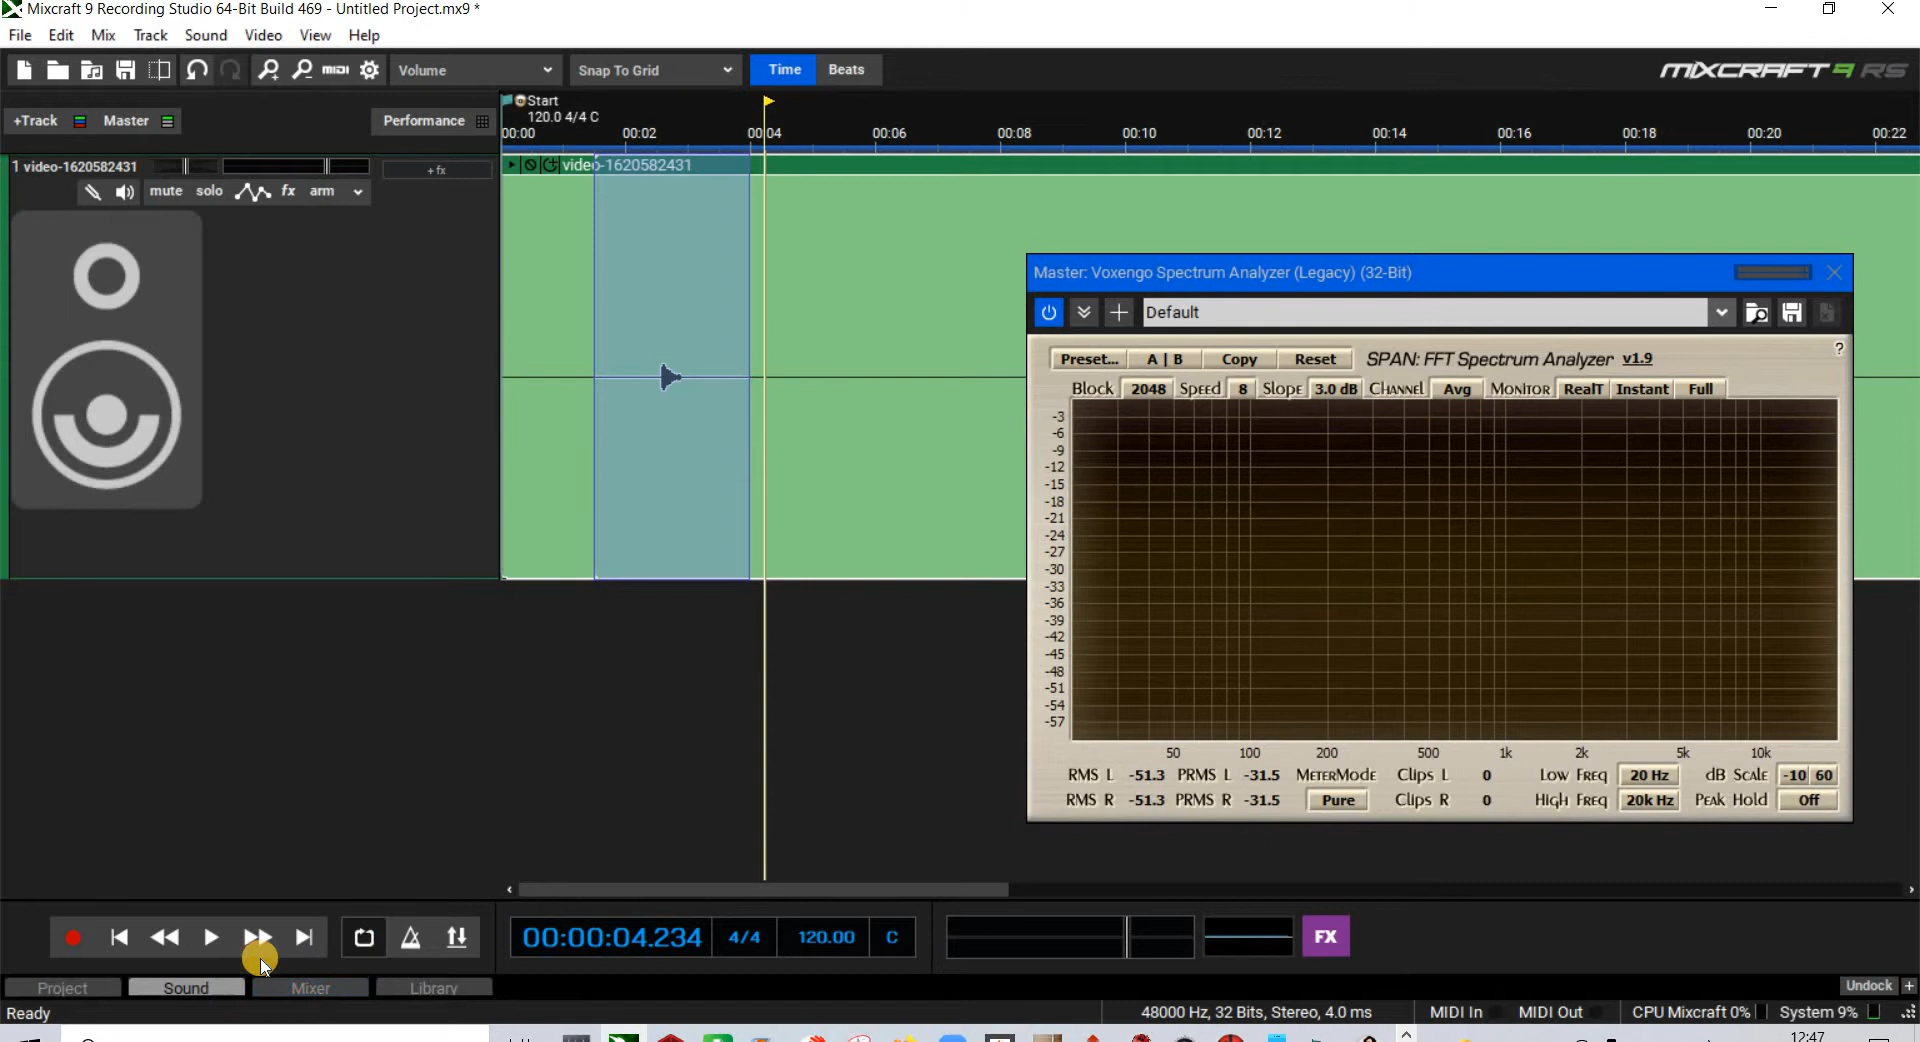 Mixcraft 9 Recording Studio 64-Bit Build 469 - Untitled Project.mx9 *
File Edit Mix Track Sound Video View Help
MIDI Volume Snap To Grid Time Beats MIXCRAFT 9 RS
+Track Master Performance
Start
120.0 4/4 C
00:00 00:02 00:04 00:06 00:08 00:10 00:12 00:14 00:16 00:18 00:20 00:22
1 video-1620582431 +fx video-1620582431
mute solo fx arm
Master: Voxengo Spectrum Analyzer (Legacy) (32-Bit)
Default
Preset... A | B Copy Reset SPAN: FFT Spectrum Analyzer v1.9 ?
Block 2048 Speed 8 Slope 3.0 dB Channel Avg Monitor RealT Instant Full
-3
-6
-9
-12
-15
-18
-21
-24
-27
-30
-33
-36
-39
-42
-45
-48
-51
-54
-57
50 100 200 500 1k 2k 5k 10k
RMS L -51.3 PRMS L -31.5 MeterMode Clips L 0 Low Freq 20 Hz dB Scale -10 60
RMS R -51.3 PRMS R -31.5 Pure Clips R 0 High Freq 20k Hz Peak Hold Off
00:00:04.234 4/4 120.00 C FX
Project Sound Mixer Library Undock +
Ready 48000 Hz, 32 Bits, Stereo, 4.0 ms MIDI In MIDI Out CPU Mixcraft 0% System 9%
12:47